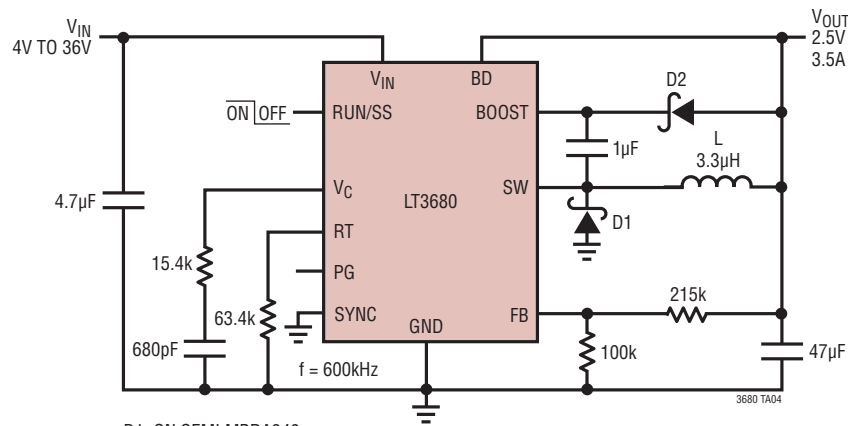 VIN
4V TO 36V
VOUT
2.5V
3.5A
VIN
BD
ON OFF
RUN/SS
BOOST
D2
L
3.3µH
1µF
4.7µF
VC
LT3680
SW
D1
RT
15.4k
PG
63.4k
SYNC
GND
FB
215k
680pF
f = 600kHz
100k
47µF
3680 TA04